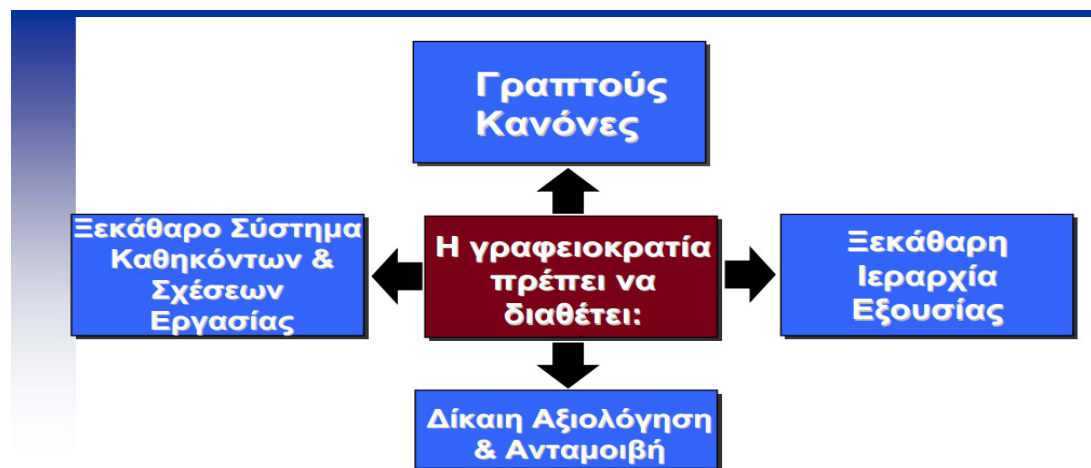 Γραπτούς
Κανόνες
Ξεκάθαρο Σύστημα
Καθηκόντων &
Σχέσεων
Εργασίας
Η γραφειοκρατία
πρέπει να
διαθέτει:
Ξεκάθαρη
Ιεραρχία
Εξουσίας
Δίκαιη Αξιολόγηση
& Ανταμοιβή